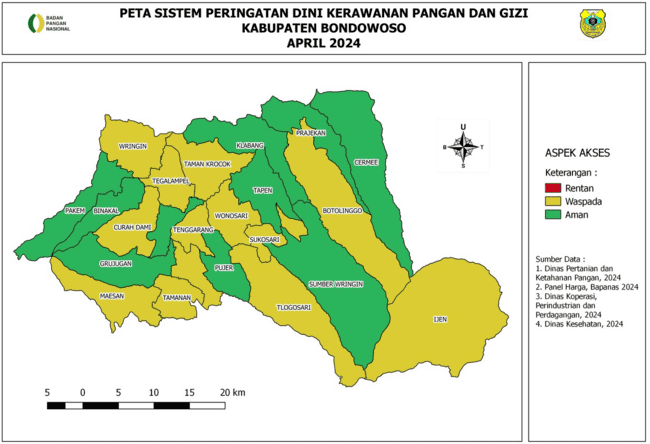 BADAN
PANGAN
NASIONAL
PETA SISTEM PERINGATAN DINI KERAWANAN PANGAN DAN GIZI
KABUPATEN BONDOWOSO
APRIL 2024
WRINGIN
KLABANG
PRAJEKAN
TAMAN KROCOK
CERMEE
TEGALAMPEL
TAPEN
PAKEM
BINAKAL
WONOSARI
BOTOLINGGO
CURAH DAMI
TENGGARANG
SUKOSARI
GRUJUGAN
PUJER
SUMBER WRINGIN
MAESAN
TAMANAN
TLOGOSARI
IJEN
U
B
T
S
5 0 5 10 15 20 km
ASPEK AKSES
Keterangan :
Rentan
Waspada
Aman
Sumber Data :
1. Dinas Pertanian dan
Ketahanan Pangan, 2024
2. Panel Harga, Bapanas 2024
3. Dinas Koperasi,
Perindustrian dan
Perdagangan, 2024
4. Dinas Kesehatan, 2024